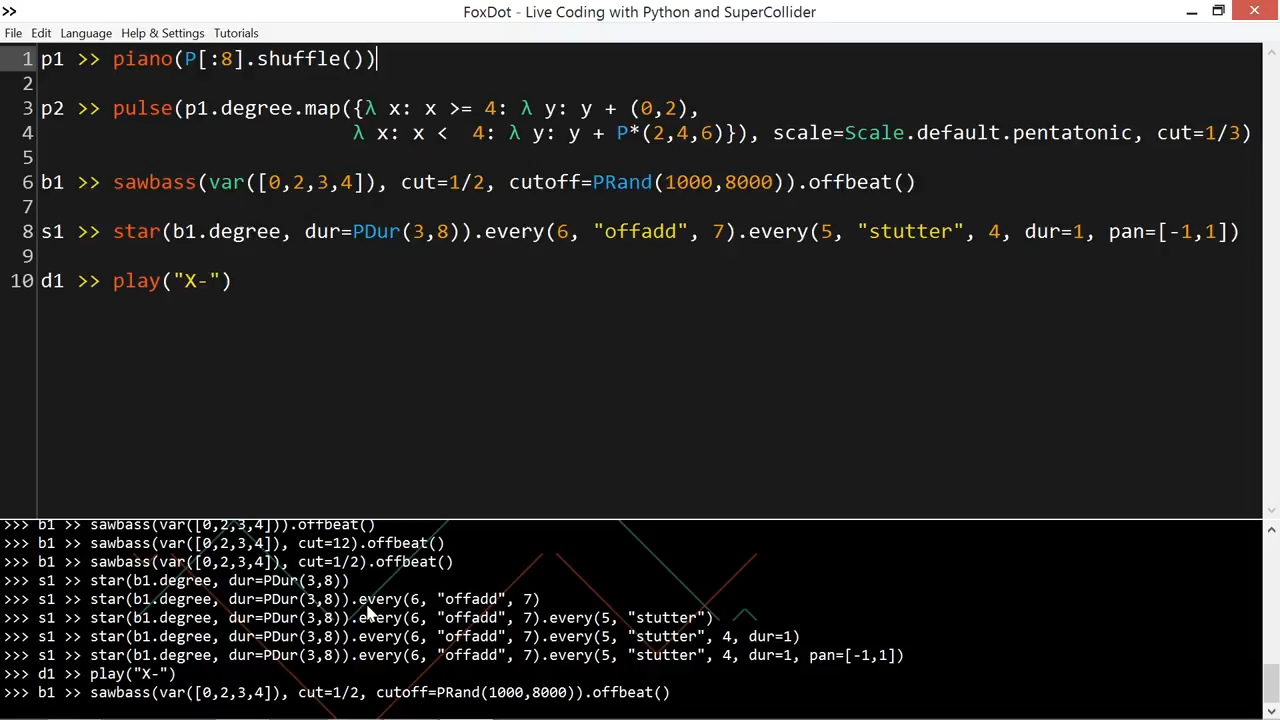 FoxDot - Live Coding with Python and SuperCollider
File Edit Language Help & Settings Tutorials
1 p1 >> piano(P[:8].shuffle())
2
3 p2 >> pulse(p1.degree.map({λ x: x >= 4: λ y: y + (0,2),
4 λ x: x < 4: λ y: y + P*(2,4,6)}), scale=Scale.default.pentatonic, cut=1/3)
5
6 b1 >> sawbass(var([0,2,3,4]), cut=1/2, cutoff=PRand(1000,8000)).offbeat()
7
8 s1 >> star(b1.degree, dur=PDur(3,8)).every(6, "offadd", 7).every(5, "stutter", 4, dur=1, pan=[-1,1])
9
10 d1 >> play("X-")
>>> b1 >> sawbass(var([0,2,3,4])).offbeat()
>>> b1 >> sawbass(var([0,2,3,4]), cut=12).offbeat()
>>> b1 >> sawbass(var([0,2,3,4]), cut=1/2).offbeat()
>>> s1 >> star(b1.degree, dur=PDur(3,8))
>>> s1 >> star(b1.degree, dur=PDur(3,8)).every(6, "offadd", 7)
>>> s1 >> star(b1.degree, dur=PDur(3,8)).every(6, "offadd", 7).every(5, "stutter")
>>> s1 >> star(b1.degree, dur=PDur(3,8)).every(6, "offadd", 7).every(5, "stutter", 4, dur=1)
>>> s1 >> star(b1.degree, dur=PDur(3,8)).every(6, "offadd", 7).every(5, "stutter", 4, dur=1, pan=[-1,1])
>>> d1 >> play("X-")
>>> b1 >> sawbass(var([0,2,3,4]), cut=1/2, cutoff=PRand(1000,8000)).offbeat()